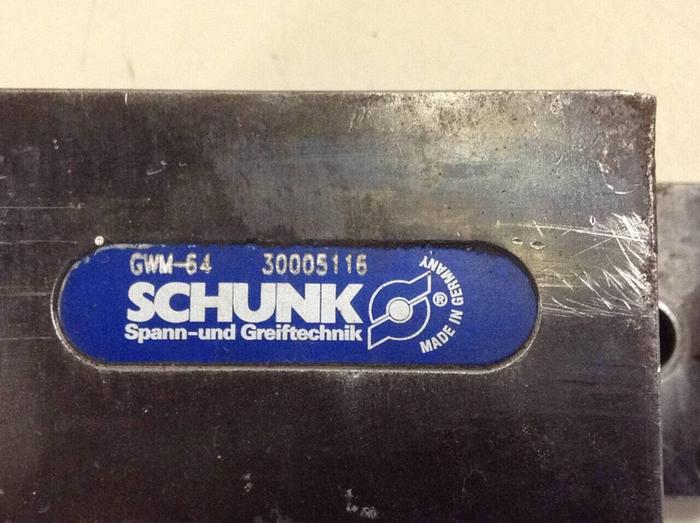 GWM-64 30005116
SCHUNK ®
Spann-und Greiftechnik
MADE IN GERMANY